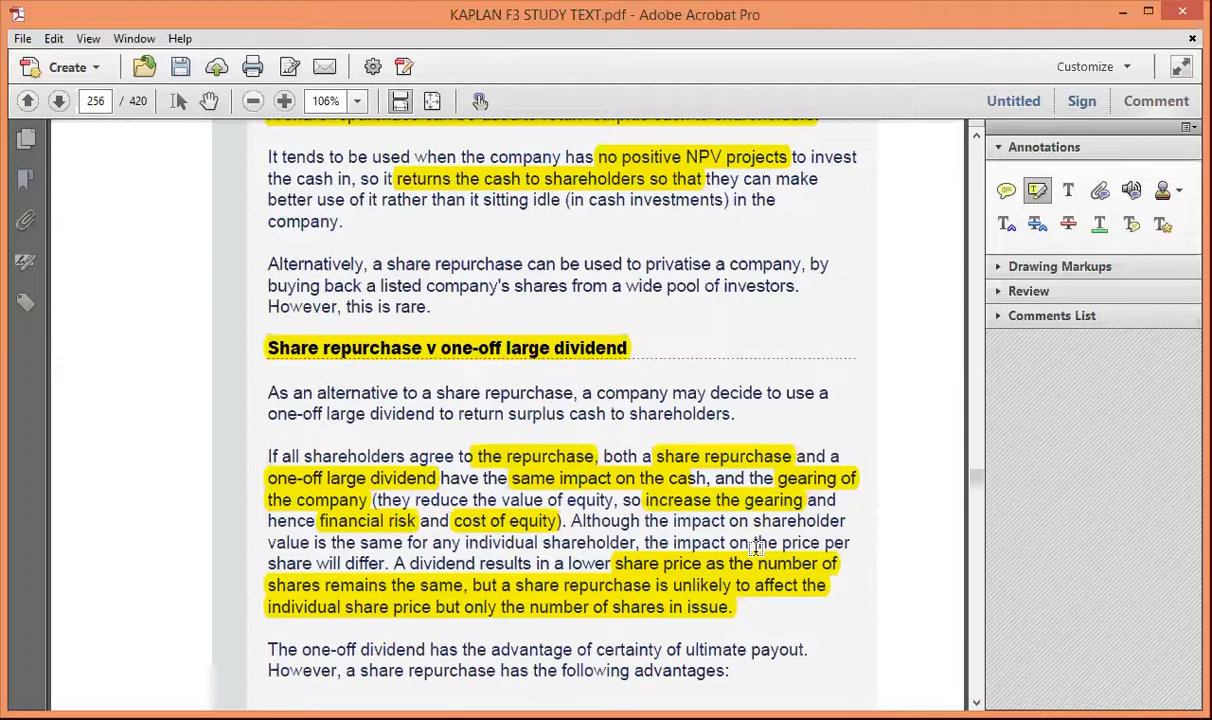 KAPLAN F3 STUDY TEXT.pdf - Adobe Acrobat Pro
File Edit View Window Help
Create Customize
256 / 420 106% Untitled Sign Comment
A share repurchase can be used to return surplus cash to shareholders.
It tends to be used when the company has no positive NPV projects to invest
the cash in, so it returns the cash to shareholders so that they can make
better use of it rather than it sitting idle (in cash investments) in the
company.
Alternatively, a share repurchase can be used to privatise a company, by
buying back a listed company's shares from a wide pool of investors.
However, this is rare.
Share repurchase v one-off large dividend
As an alternative to a share repurchase, a company may decide to use a
one-off large dividend to return surplus cash to shareholders.
If all shareholders agree to the repurchase, both a share repurchase and a
one-off large dividend have the same impact on the cash, and the gearing of
the company (they reduce the value of equity, so increase the gearing and
hence financial risk and cost of equity). Although the impact on shareholder
value is the same for any individual shareholder, the impact on the price per
share will differ. A dividend results in a lower share price as the number of
shares remains the same, but a share repurchase is unlikely to affect the
individual share price but only the number of shares in issue.
The one-off dividend has the advantage of certainty of ultimate payout.
However, a share repurchase has the following advantages:
Annotations
Drawing Markups
Review
Comments List